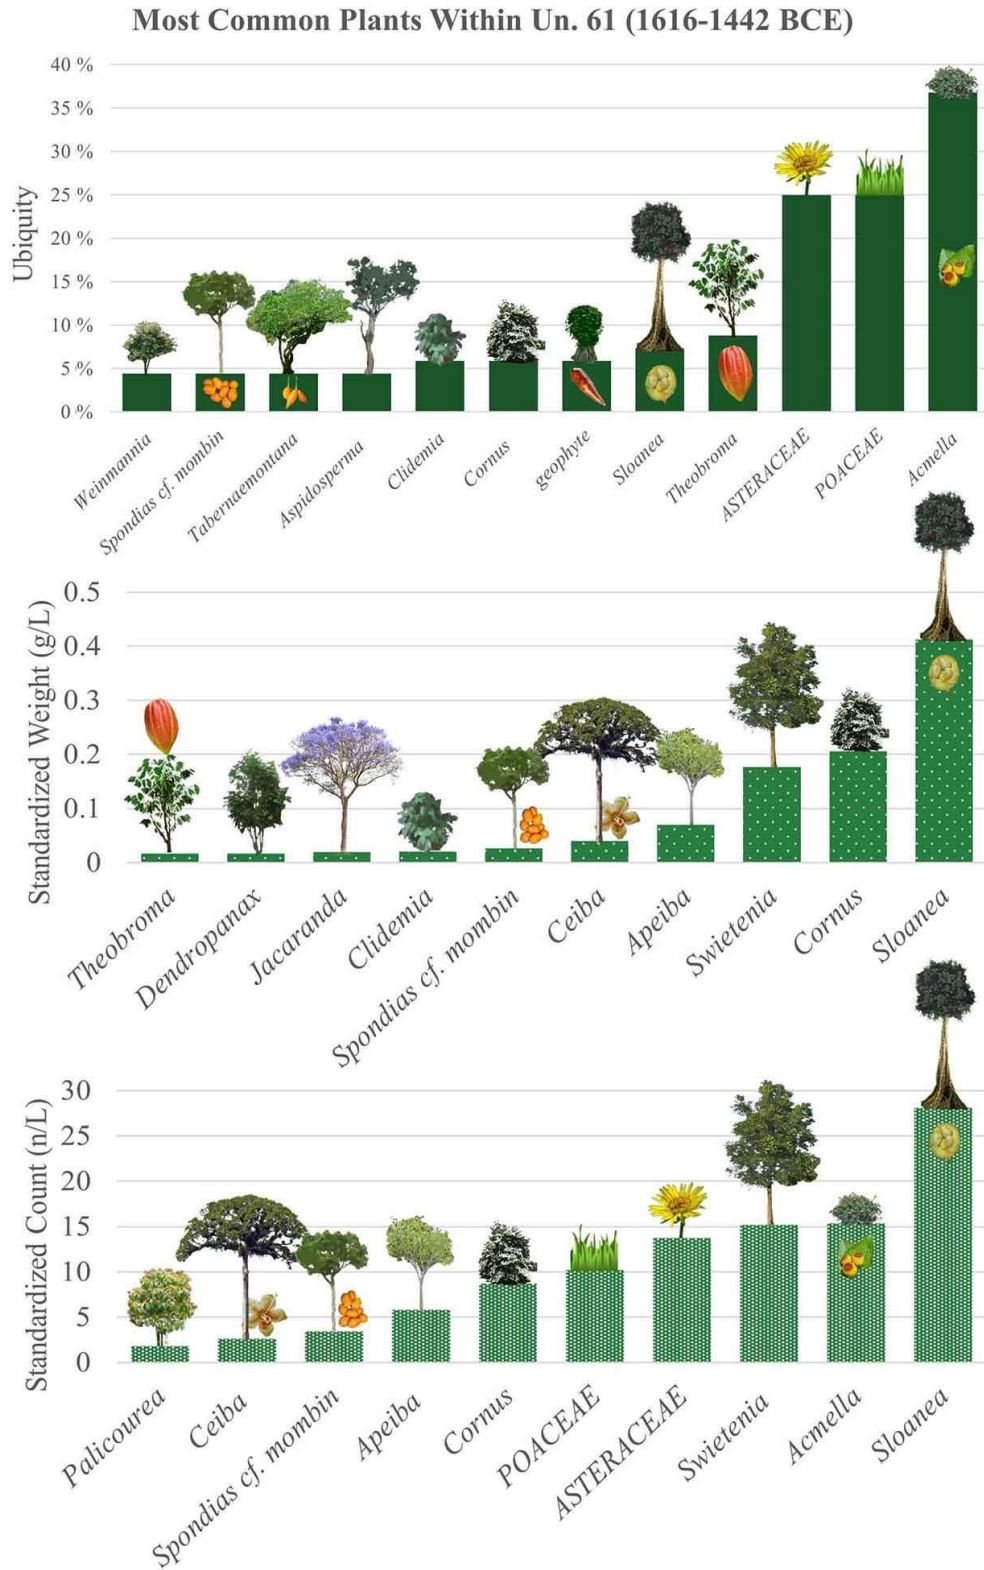 Most Common Plants Within Un. 61 (1616-1442 BCE)
Ubiquity
40 %
35 %
30 %
25 %
20 %
15 %
10 %
5 %
0 %
Weinmannia
Spondias cf. mombin
Tabernaemontana
Aspidosperma
Clidemia
Cornus
geophyte
Sloanea
Theobroma
ASTERACEAE
POACEAE
Acmella
Standardized Weight (g/L)
0.5
0.4
0.3
0.2
0.1
0
Theobroma
Dendropanax
Jacaranda
Clidemia
Spondias cf. mombin
Ceiba
Apeiba
Swietenia
Cornus
Sloanea
Standardized Count (n/L)
30
25
20
15
10
5
0
Palicourea
Ceiba
Spondias cf. mombin
Apeiba
Cornus
POACEAE
ASTERACEAE
Swietenia
Acmella
Sloanea